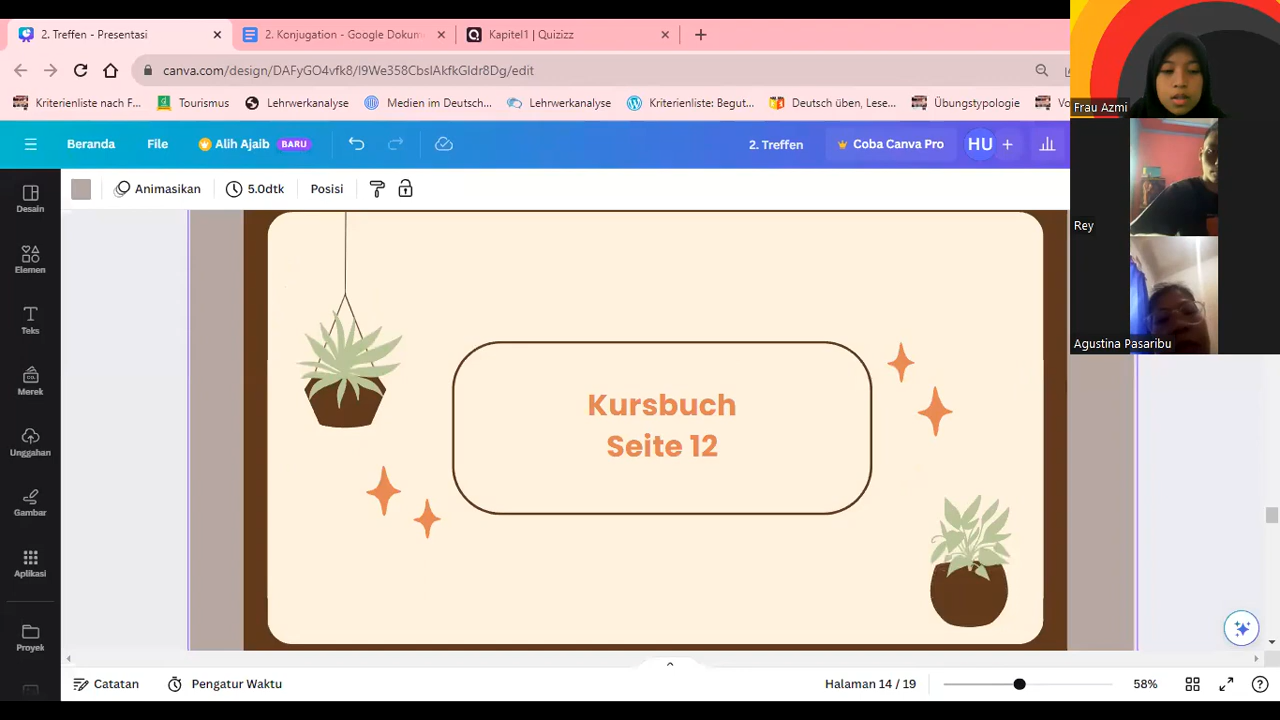 2. Treffen - Presentasi
2. Konjugation - Google Dokum
Kapitel1 | Quizizz
canva.com/design/DAFyGO4vfk8/I9We358CbsIAkfkGldr8Dg/edit
Kriterienliste nach F...
Tourismus
Lehrwerkanalyse
Medien im Deutsch...
Lehrwerkanalyse
Kriterienliste: Begut...
Deutsch üben, Lese...
Übungstypologie
Beranda
File
Alih Ajaib BARU
2. Treffen
Coba Canva Pro
HU
Animasikan
5.0dtk
Posisi
Desain
Elemen
Teks
Merek
Unggahan
Gambar
Aplikasi
Proyek
Kursbuch
Seite 12
Frau Azmi
Rey
Agustina Pasaribu
Catatan
Pengatur Waktu
Halaman 14 / 19
58%